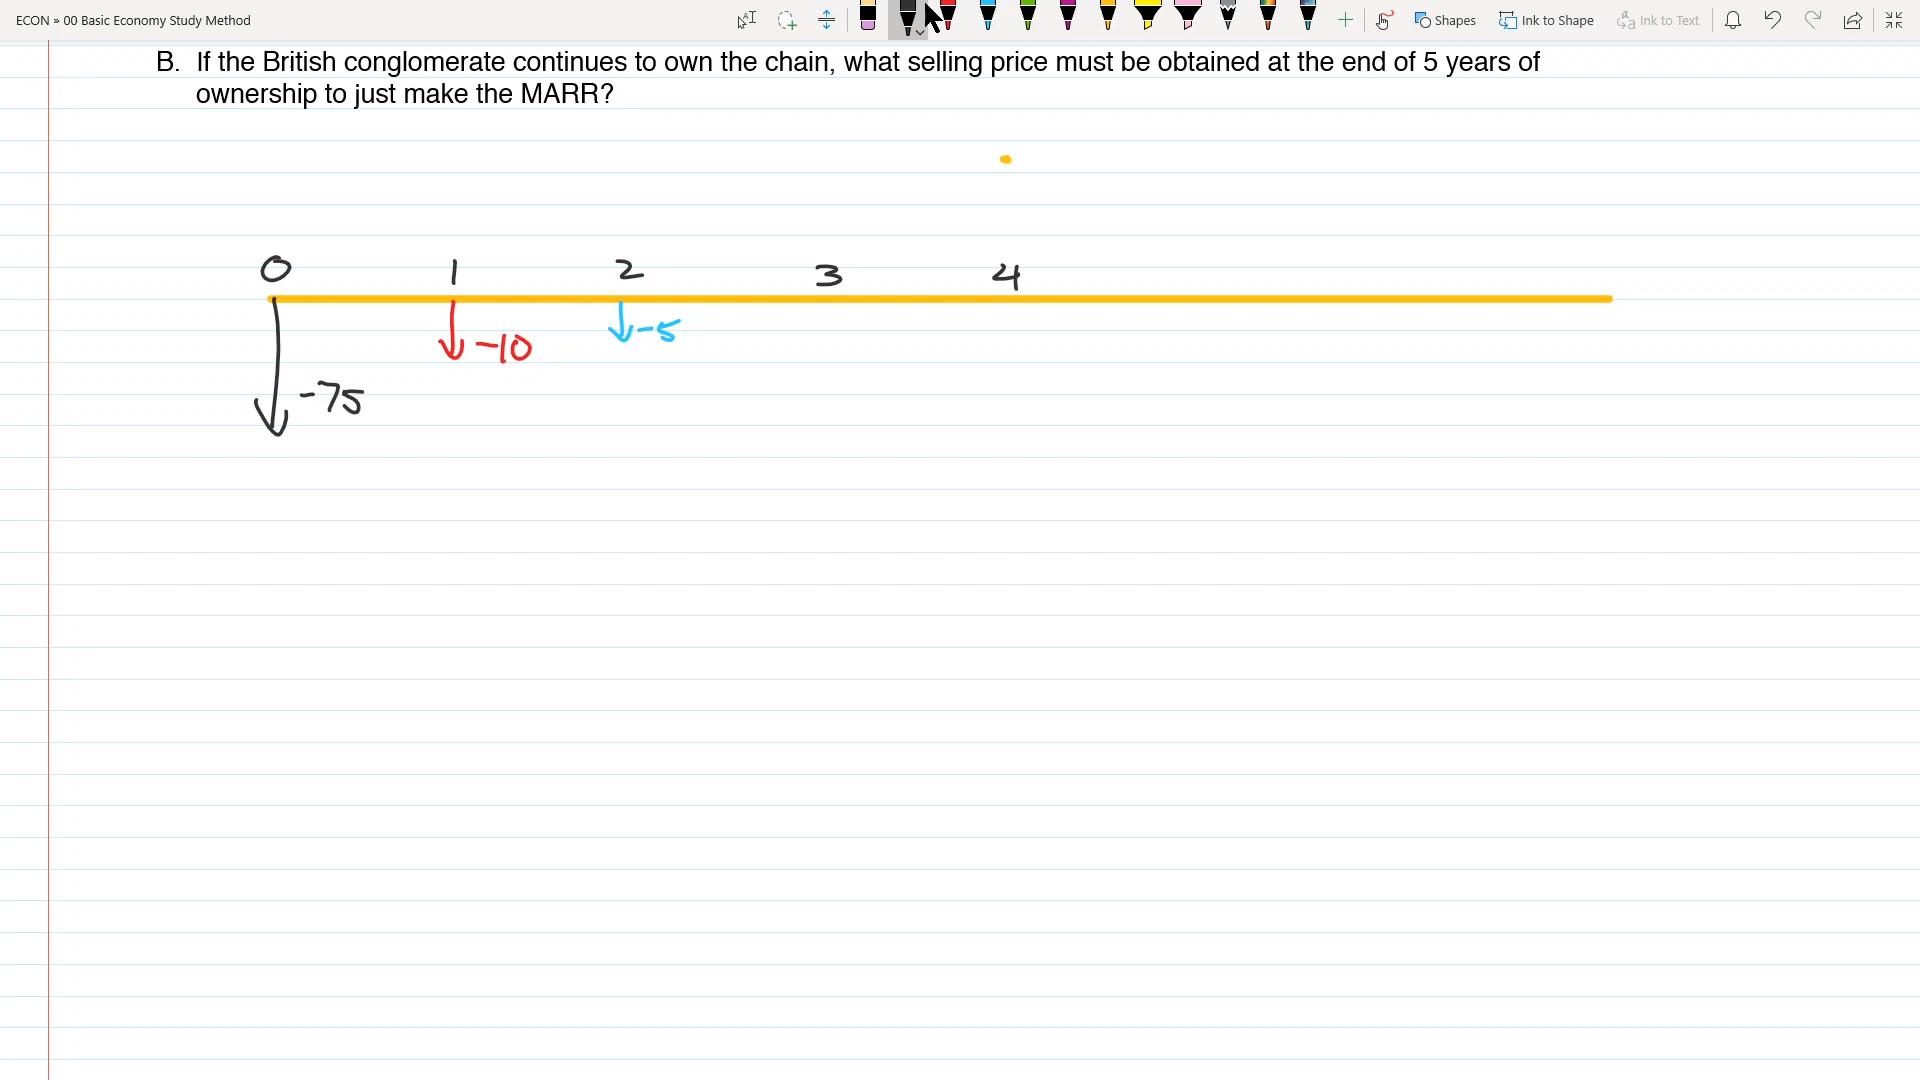 ECON » 00 Basic Economy Study Method
Shapes
Ink to Shape
Ink to Text
B. If the British conglomerate continues to own the chain, what selling price must be obtained at the end of 5 years of
ownership to just make the MARR?
0 1 2 3 4
-10 -5
-75